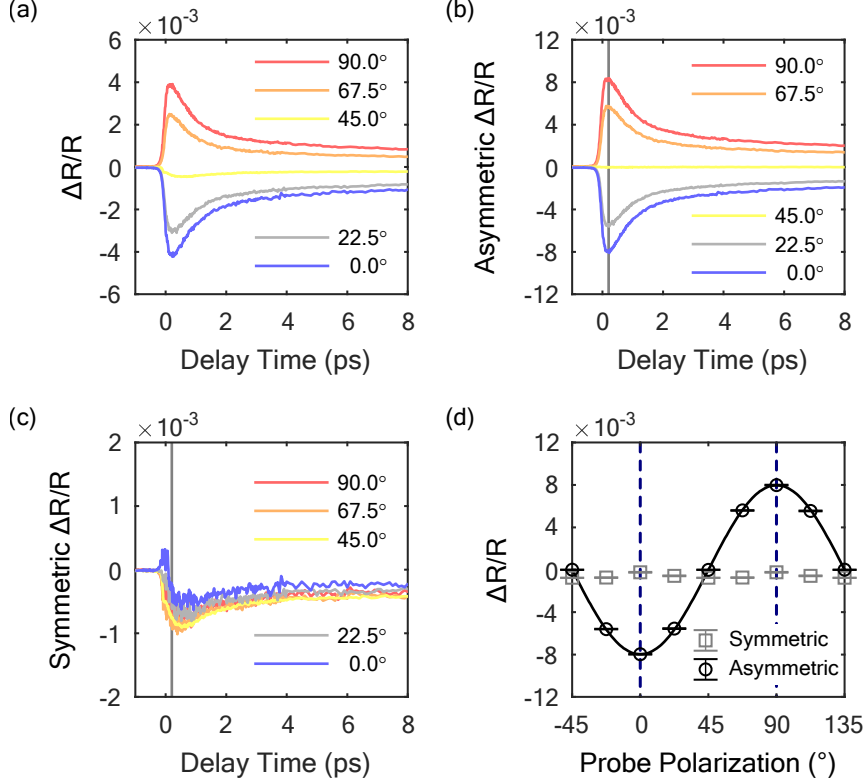 (a)
× 10⁻³
6
4
2
0
-2
-4
-6
ΔR/R
90.0°
67.5°
45.0°
22.5°
0.0°
0 2 4 6 8
Delay Time (ps)
(b)
× 10⁻³
12
8
4
0
-4
-8
-12
Asymmetric ΔR/R
90.0°
67.5°
45.0°
22.5°
0.0°
0 2 4 6 8
Delay Time (ps)
(c)
× 10⁻³
2
1
0
-1
-2
Symmetric ΔR/R
90.0°
67.5°
45.0°
22.5°
0.0°
0 2 4 6 8
Delay Time (ps)
(d)
× 10⁻³
12
8
4
0
-4
-8
-12
ΔR/R
Symmetric
Asymmetric
-45 0 45 90 135
Probe Polarization (°)